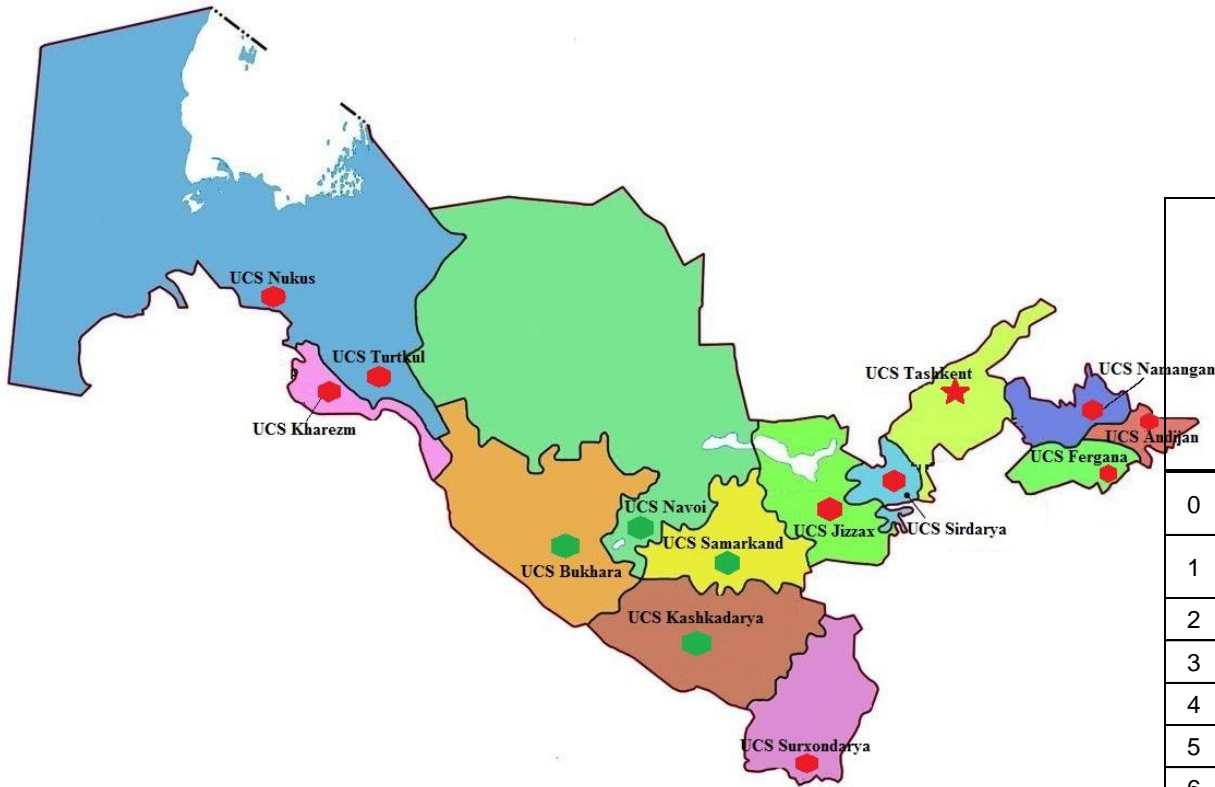 UCS Nukus
UCS Turtkul
UCS Kharezm
UCS Tashkent
UCS Namangan
UCS Andijan
UCS Fergana
UCS Navoi
UCS Sirdarya
UCS Jizzax
UCS Samarkand
UCS Bukhara
UCS Kashkadarya
UCS Surxondarya
0
1
2
3
4
5
6